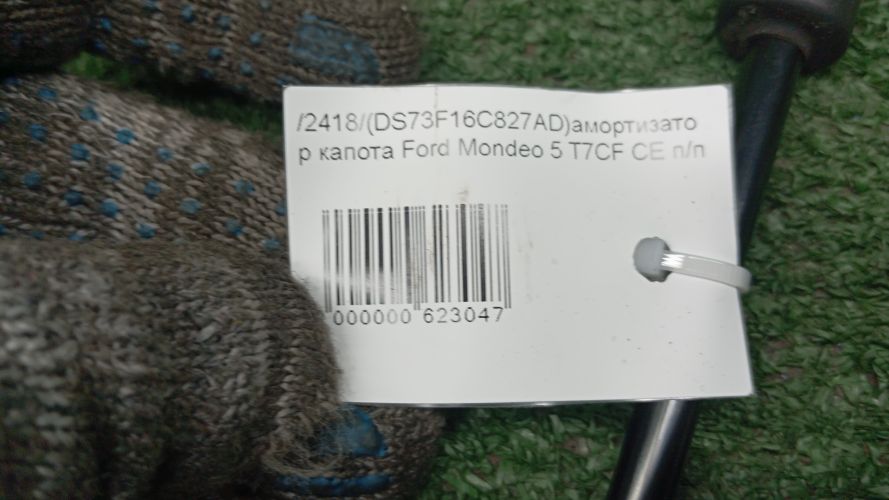 /2418/(DS73F16C827AD)амортизато
р капота Ford Mondeo 5 T7CF CE п/п
000000 623047